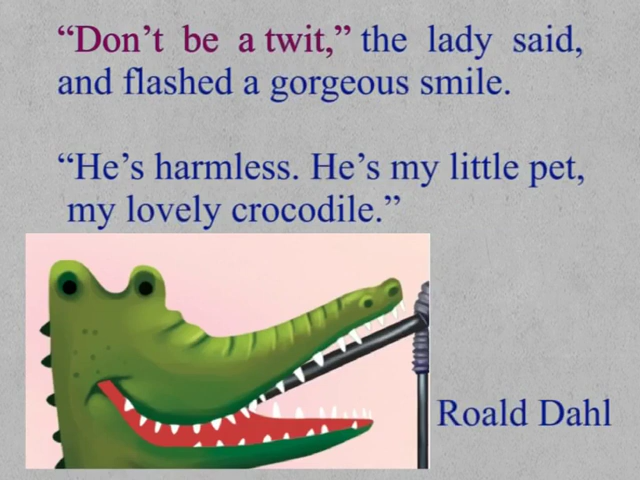 “Don’t be a twit,” the lady said,
and flashed a gorgeous smile.
“He’s harmless. He’s my little pet,
my lovely crocodile.”
Roald Dahl